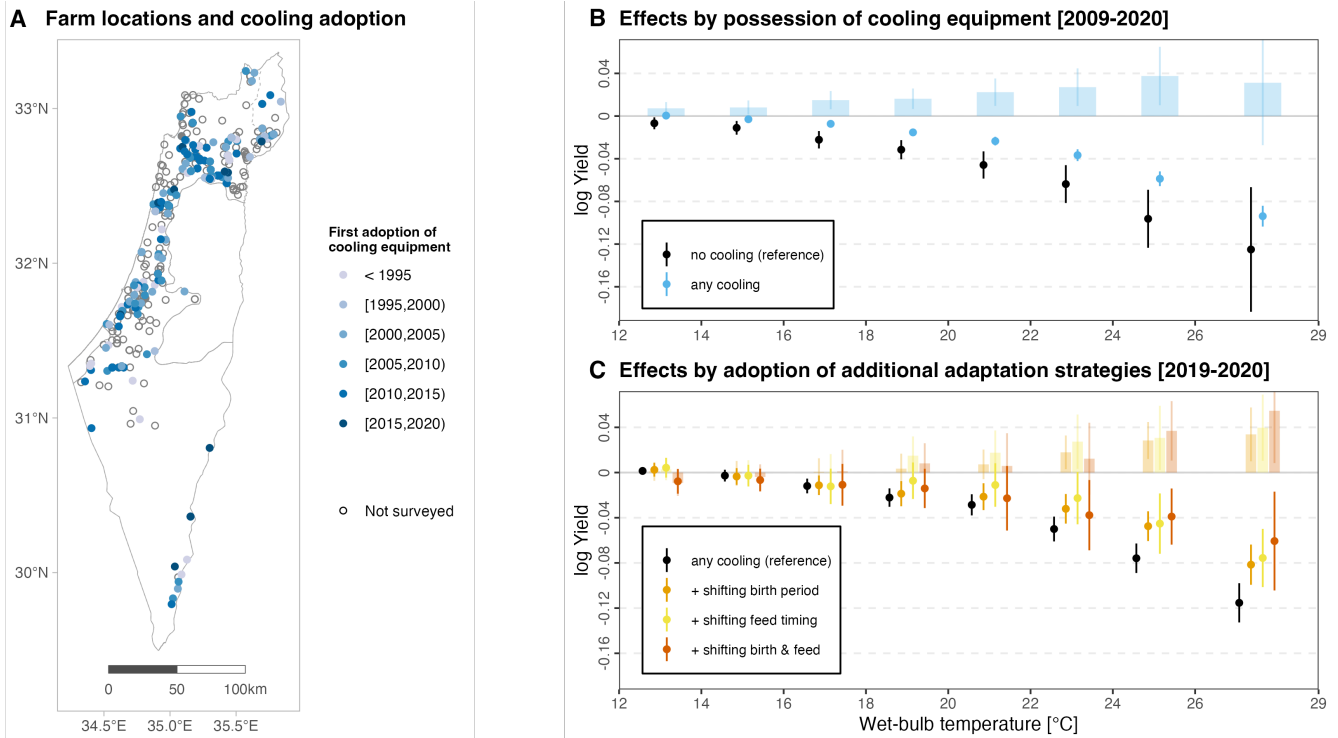 A Farm locations and cooling adoption
33°N
32°N
31°N
30°N
34.5°E 35.0°E 35.5°E
0 50 100km
First adoption of
cooling equipment
< 1995
[1995,2000)
[2000,2005)
[2005,2010)
[2010,2015)
[2015,2020)
Not surveyed
B Effects by possession of cooling equipment [2009-2020]
log Yield
0.04
0
-0.04
-0.08
-0.12
-0.16
no cooling (reference)
any cooling
12 14 16 18 20 22 24 26 29
C Effects by adoption of additional adaptation strategies [2019-2020]
log Yield
0.04
0
-0.04
-0.08
-0.12
-0.16
any cooling (reference)
+ shifting birth period
+ shifting feed timing
+ shifting birth & feed
12 14 16 18 20 22 24 26 29
Wet-bulb temperature [°C]